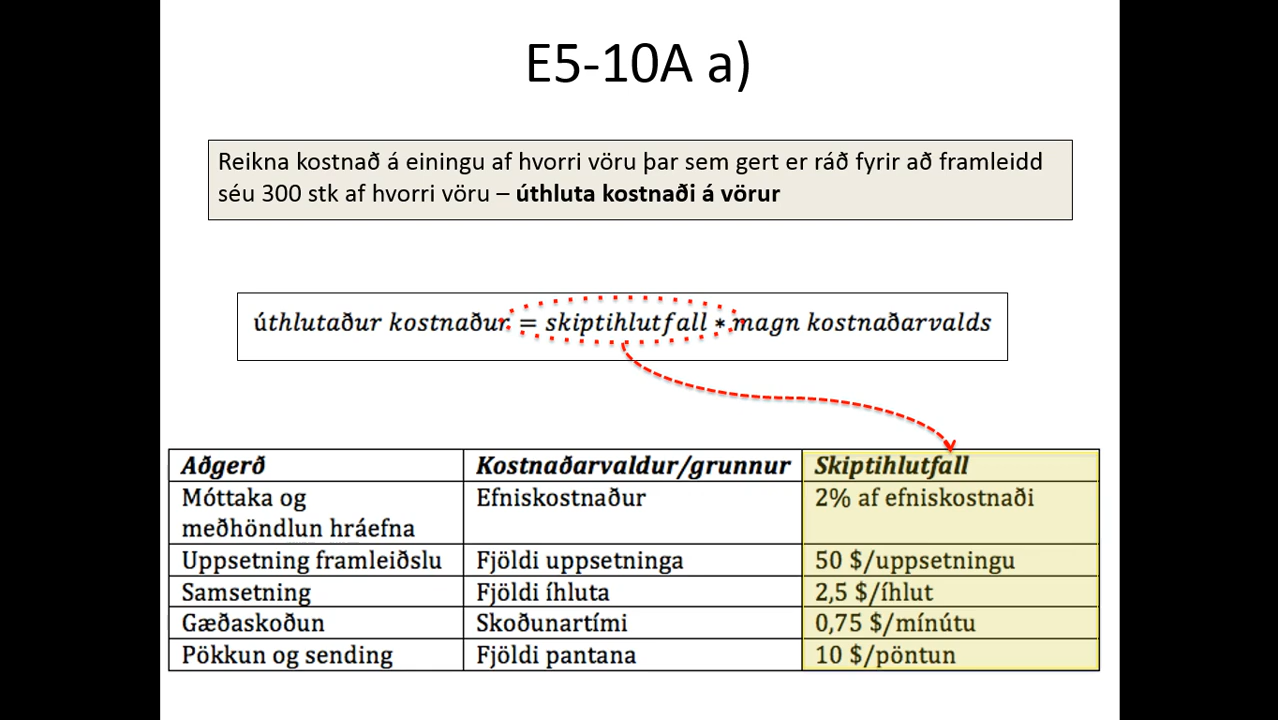 E5-10A a)
Reikna kostnað á einingu af hvorri vöru þar sem gert er ráð fyrir að framleidd
séu 300 stk af hvorri vöru – úthluta kostnaði á vörur
úthlutaður kostnaður = skiptihlutfall * magn kostnaðarvalds
Aðgerð Kostnaðarvaldur/grunnur Skiptihlutfall
Móttaka og Efniskostnaður 2% af efniskostnaði
meðhöndlun hráefna
Uppsetning framleiðslu Fjöldi uppsetninga 50 $/uppsetningu
Samsetning Fjöldi íhluta 2,5 $/íhlut
Gæðaskoðun Skoðunartími 0,75 $/mínútu
Pökkun og sending Fjöldi pantana 10 $/pöntun